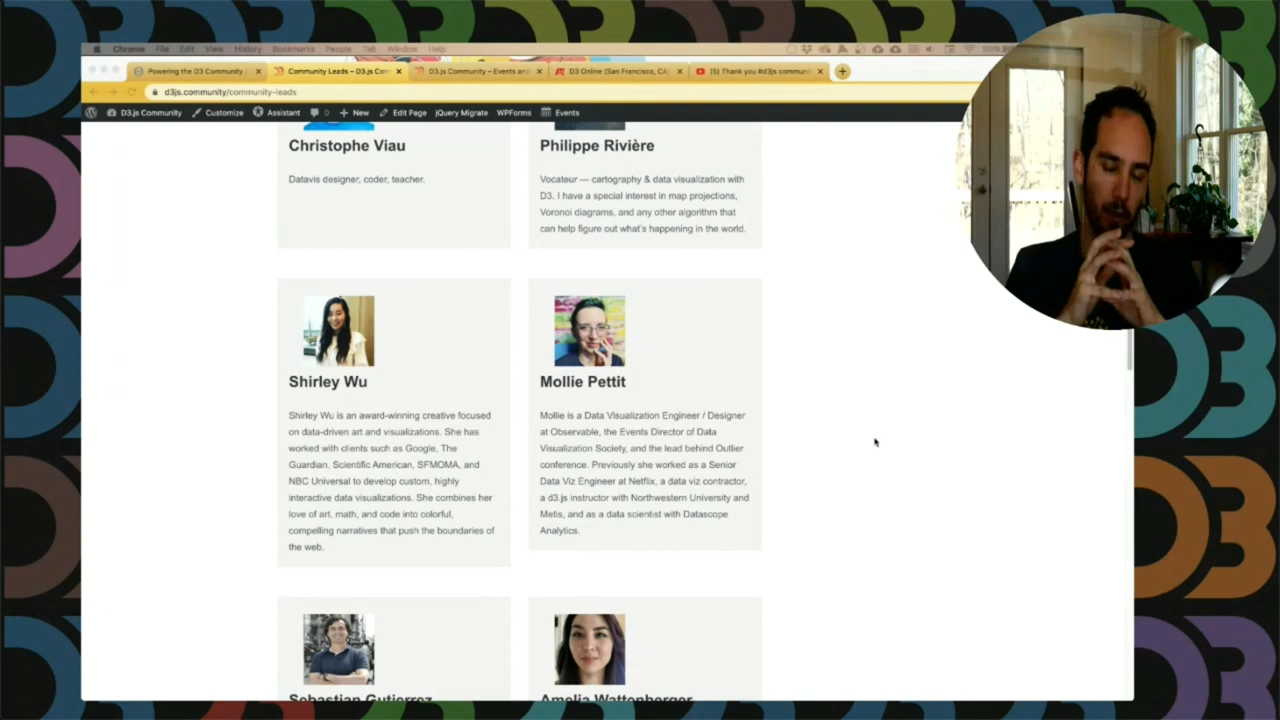 Chrome File Edit View History Bookmarks People Tab Window Help
Powering the D3 Community
Community Leads – D3.js Com
D3.js Community – Events an
D3 Online (San Francisco, CA)
(5) Thank you #d3js communi
d3js.community/community-leads
D3.js Community Customize Assistant 0 New Edit Page jQuery Migrate WPForms Events
Christophe Viau
Datavis designer, coder, teacher.
Philippe Rivière
Vocateur — cartography & data visualization with
D3. I have a special interest in map projections,
Voronoi diagrams, and any other algorithm that
can help figure out what's happening in the world.
Shirley Wu
Shirley Wu is an award-winning creative focused
on data-driven art and visualizations. She has
worked with clients such as Google, The
Guardian, Scientific American, SFMOMA, and
NBC Universal to develop custom, highly
interactive data visualizations. She combines her
love of art, math, and code into colorful,
compelling narratives that push the boundaries of
the web.
Mollie Pettit
Mollie is a Data Visualization Engineer / Designer
at Observable, the Events Director of Data
Visualization Society, and the lead behind Outlier
conference. Previously she worked as a Senior
Data Viz Engineer at Netflix, a data viz contractor,
a d3.js instructor with Northwestern University and
Metis, and as a data scientist with Datascope
Analytics.
Sebastian Gutierrez
Amelia Wattenberger